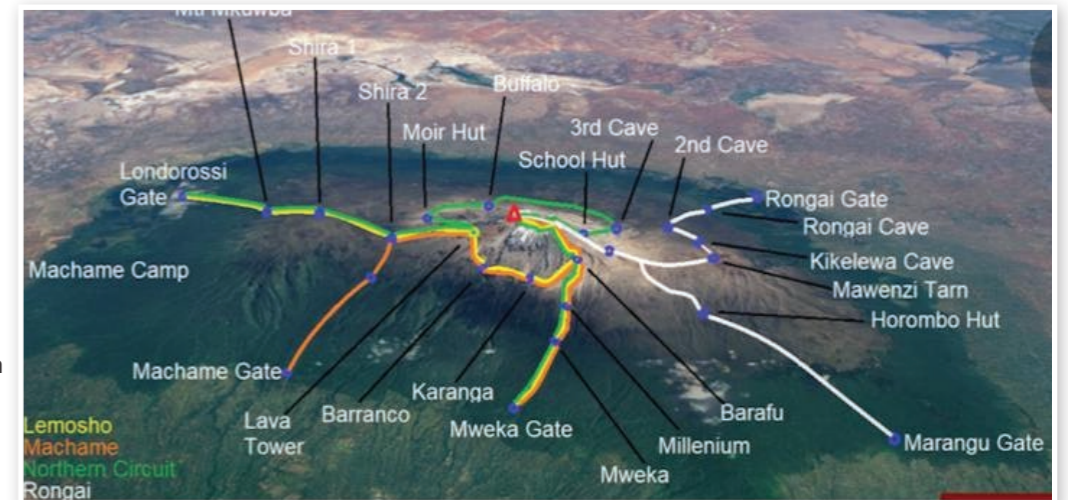 Shira 1
Buffalo
Shira 2
3rd Cave
Moir Hut
2nd Cave
School Hut
Londorossi
Gate
Rongai Gate
Rongai Cave
Kikelewa Cave
Machame Camp
Mawenzi Tarn
Horombo Hut
Machame Gate
Karanga
Lava
Tower
Barranco
Barafu
Mweka Gate
Millenium
Marangu Gate
Mweka
Lemosho
Machame
Northern Circuit
Rongai